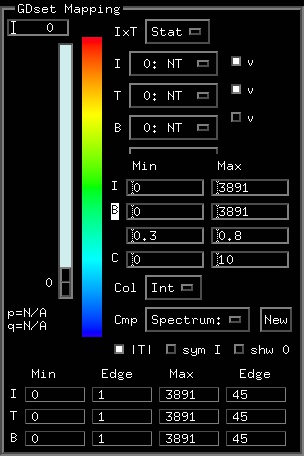 GDset Mapping
0 IxT Stat
I 0: NT v
T 0: NT v
B 0: NT v
Min Max
I 0 3891
B 0 3891
0.3 0.8
0 C 0 10
Col Int
p=N/A
q=N/A
Cmp Spectrum: New
|T| sym I shw 0
Min Edge Max Edge
I 0 1 3891 45
T 0 1 3891 45
B 0 1 3891 45